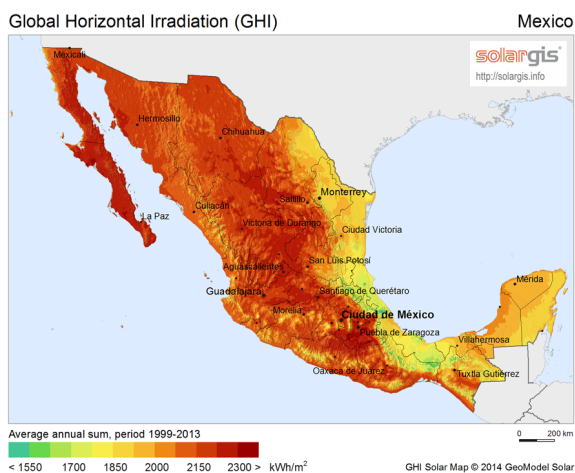 Global Horizontal Irradiation (GHI)
Mexico
solargis
http://solargis.info
Mexicali
Hermosillo
Chihuahua
Monterrey
Saltillo
La Paz
Culiacán
Victoria de Durango
Ciudad Victoria
San Luis Potosí
Aguascalientes
Mérida
Guadalajara
Santiago de Querétaro
Morelia
Ciudad de México
Puebla de Zaragoza
Villahermosa
Oaxaca de Juárez
Tuxtla Gutiérrez
Average annual sum, period 1999-2013
0 200 km
< 1550 1700 1850 2000 2150 2300 > kWh/m²
GHI Solar Map © 2014 GeoModel Solar